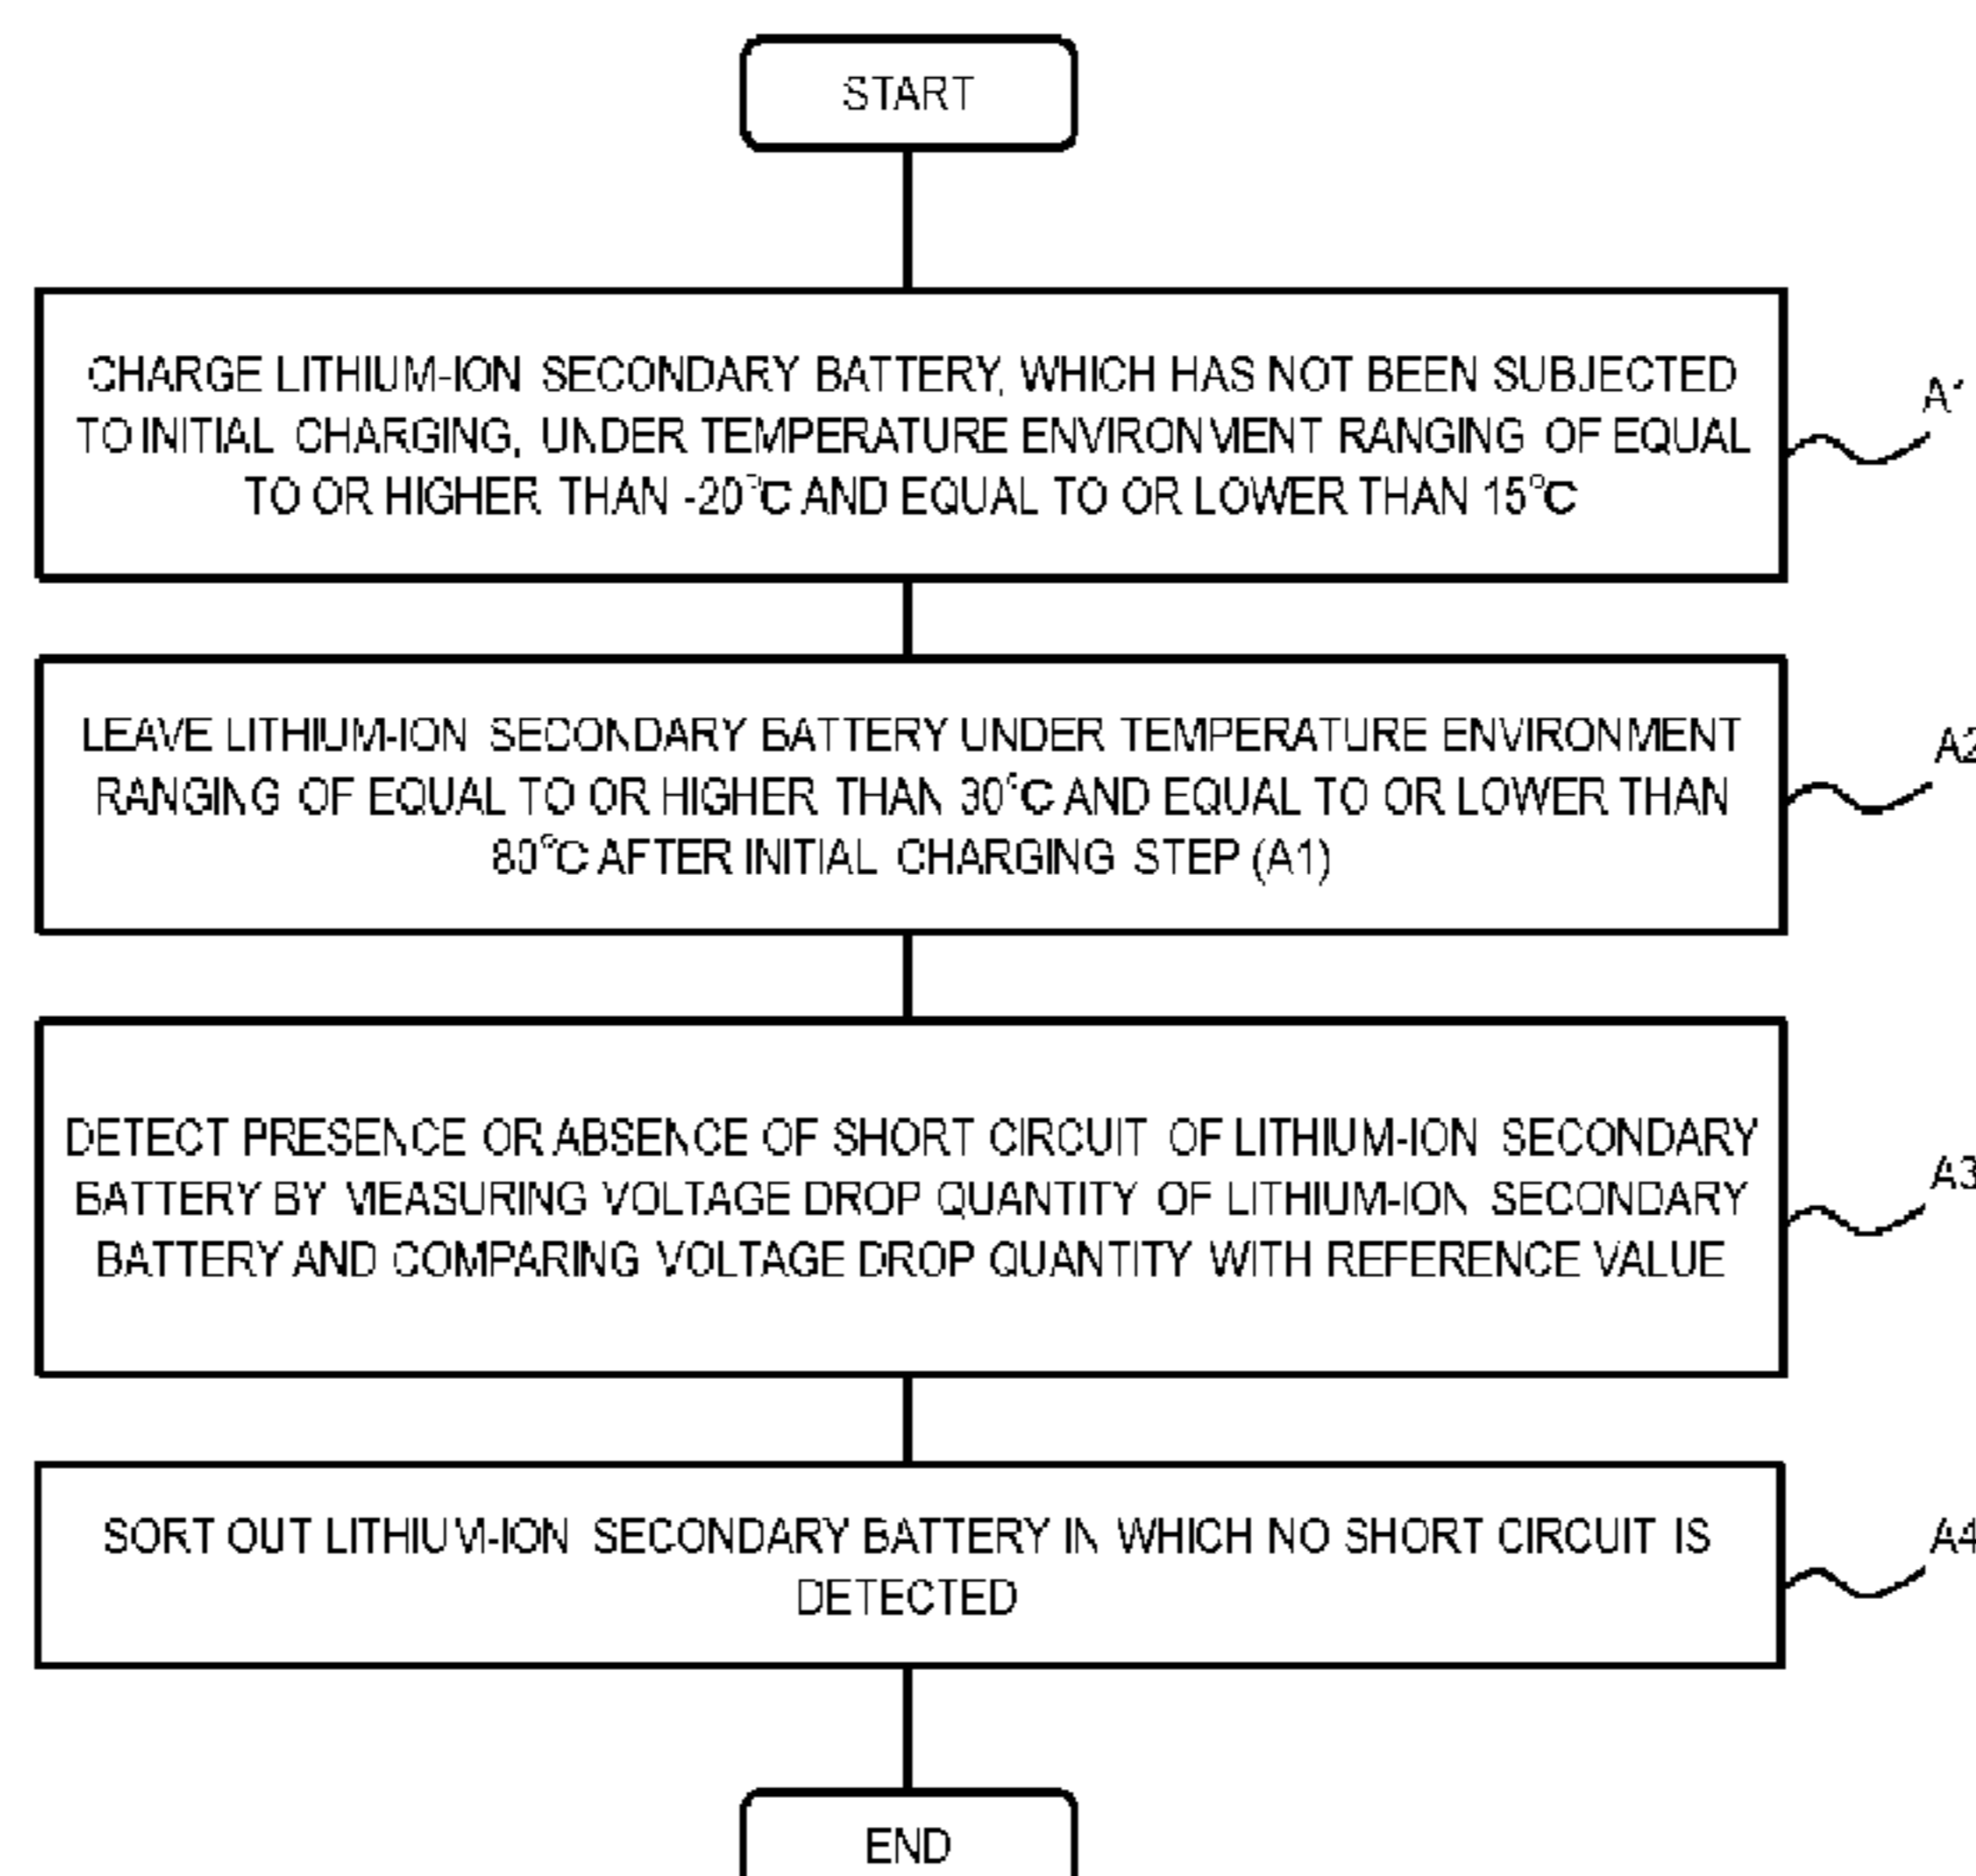 START
CHARGE LITHIUM-ION SECONDARY BATTERY, WHICH HAS NOT BEEN SUBJECTED
TO INITIAL CHARGING, UNDER TEMPERATURE ENVIRONMENT RANGING OF EQUAL
TO OR HIGHER THAN -20°C AND EQUAL TO OR LOWER THAN 15°C
A1
LEAVE LITHIUM-ION SECONDARY BATTERY UNDER TEMPERATURE ENVIRONMENT
RANGING OF EQUAL TO OR HIGHER THAN 30°C AND EQUAL TO OR LOWER THAN
80°C AFTER INITIAL CHARGING STEP (A1)
A2
DETECT PRESENCE OR ABSENCE OF SHORT CIRCUIT OF LITHIUM-ION SECONDARY
BATTERY BY MEASURING VOLTAGE DROP QUANTITY OF LITHIUM-ION SECONDARY
BATTERY AND COMPARING VOLTAGE DROP QUANTITY WITH REFERENCE VALUE
A3
SORT OUT LITHIUM-ION SECONDARY BATTERY IN WHICH NO SHORT CIRCUIT IS
DETECTED
A4
END